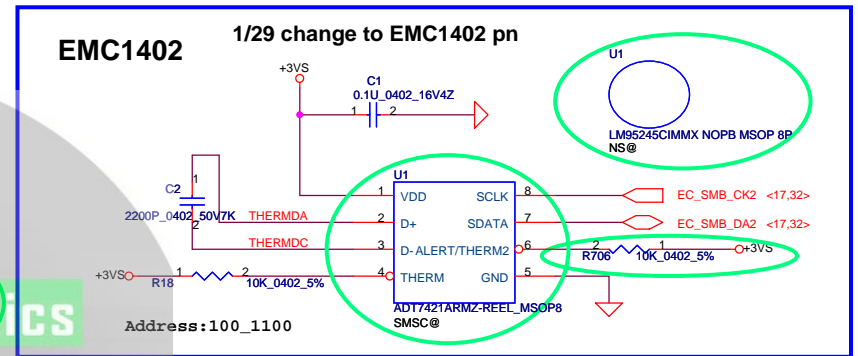 EMC1402
1/29 change to EMC1402 pn
+3VS
C1
0.1U_0402_16V4Z
1 2
U1
LM95245CIMMX NOPB MSOP 8P
NS@
U1
1 VDD SCLK 8 EC_SMB_CK2 <17,32>
C2
1
2200P_0402_50V7K
2
THERMDA 2 D+ SDATA 7 EC_SMB_DA2 <17,32>
THERMDC 3 D- ALERT/THERM2 6 2 R706 1 10K_0402_5% +3VS
+3VS R18 1 2 10K_0402_5% 4 THERM GND 5
ADT7421ARMZ-REEL_MSOP8
SMSC@
Address:100_1100
ics